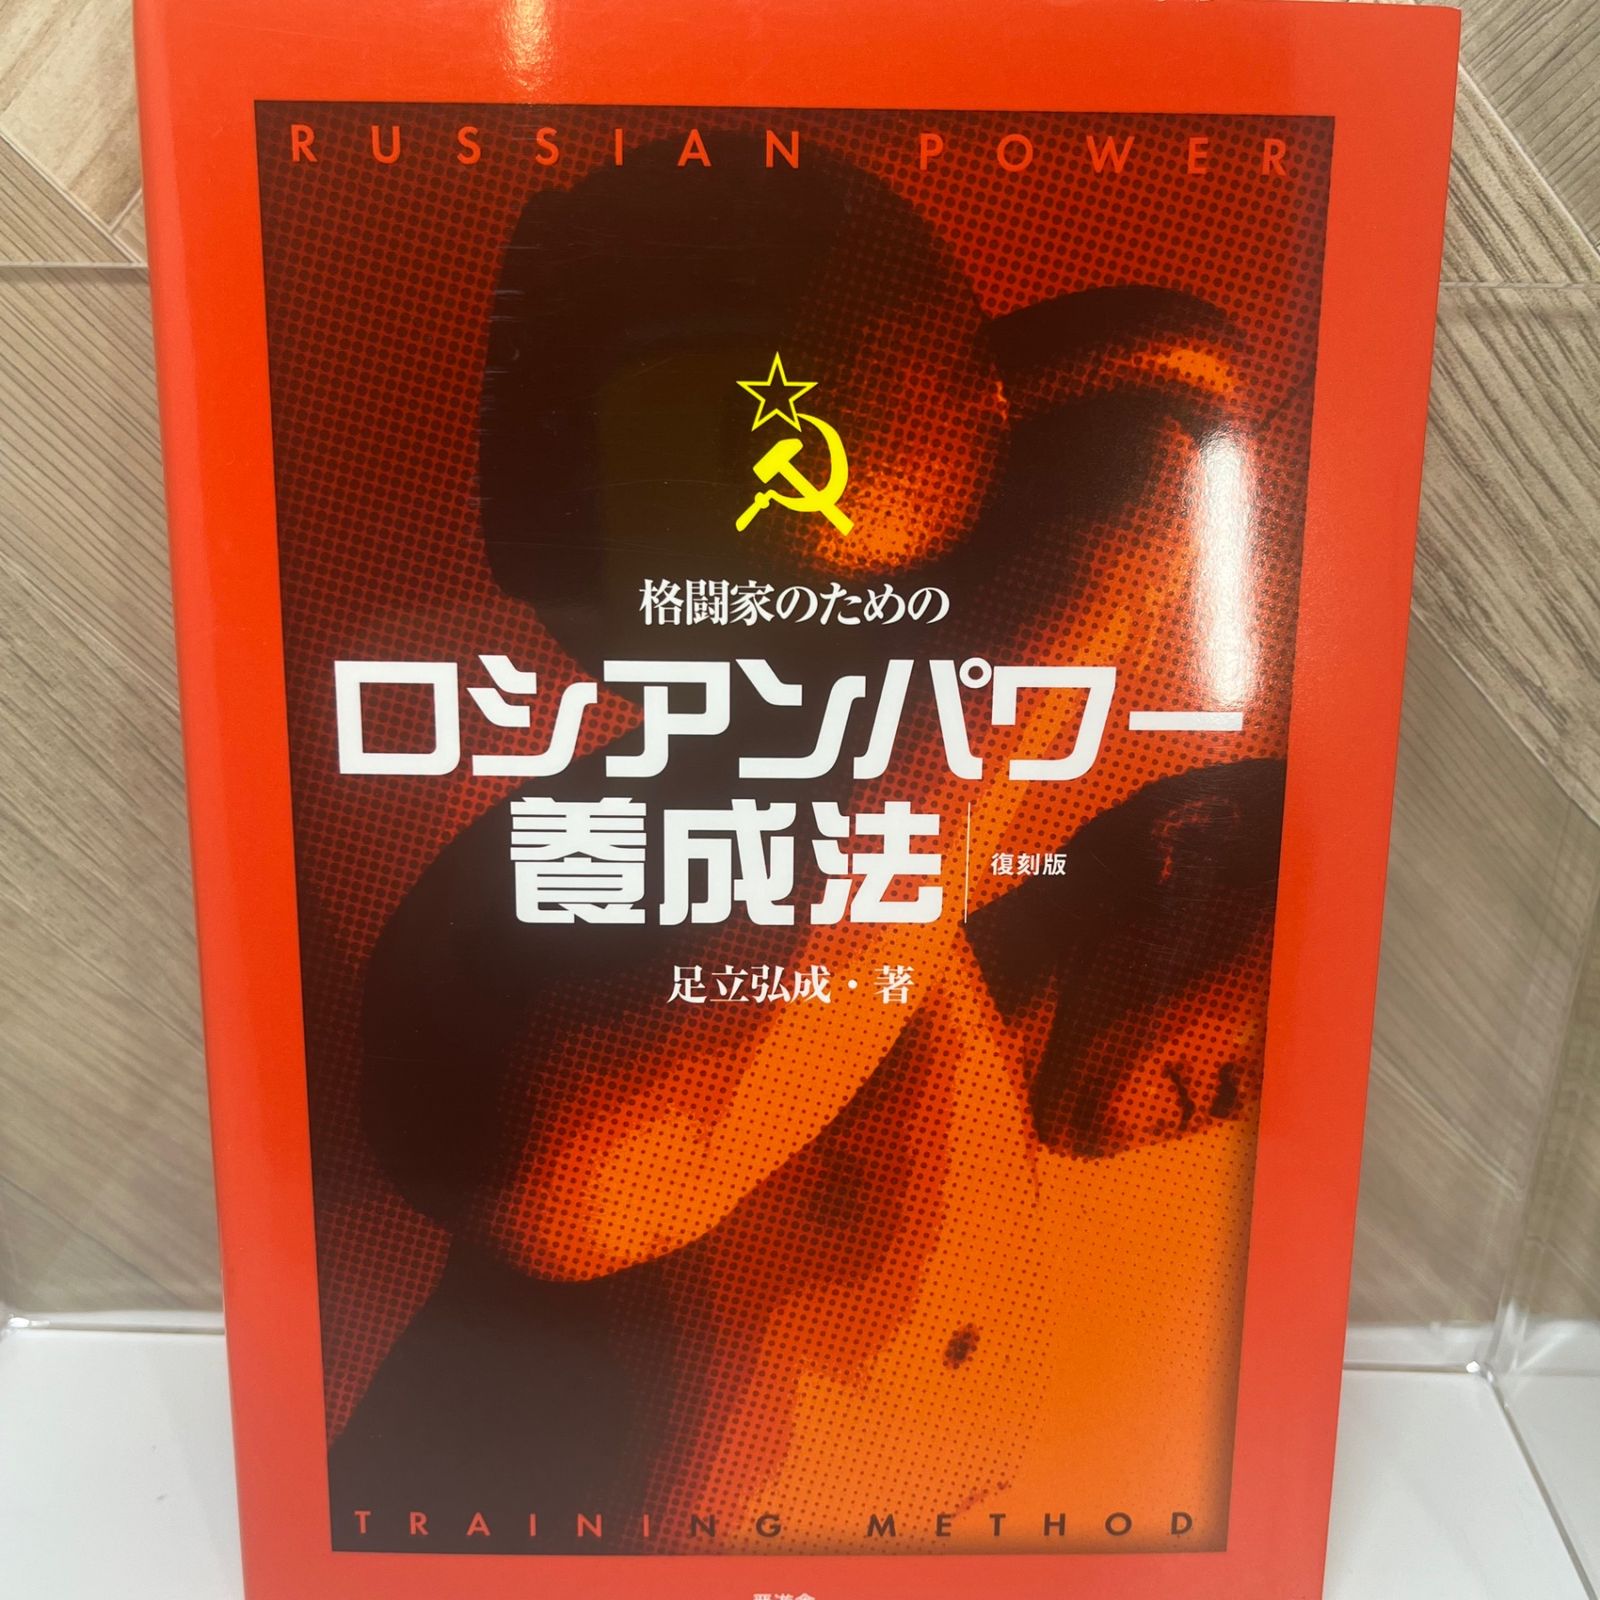 RUSSIAN POWER
格闘家のための
ロシアンパワー
養成法
復刻版
足立弘成・著
TRAINING METHOD